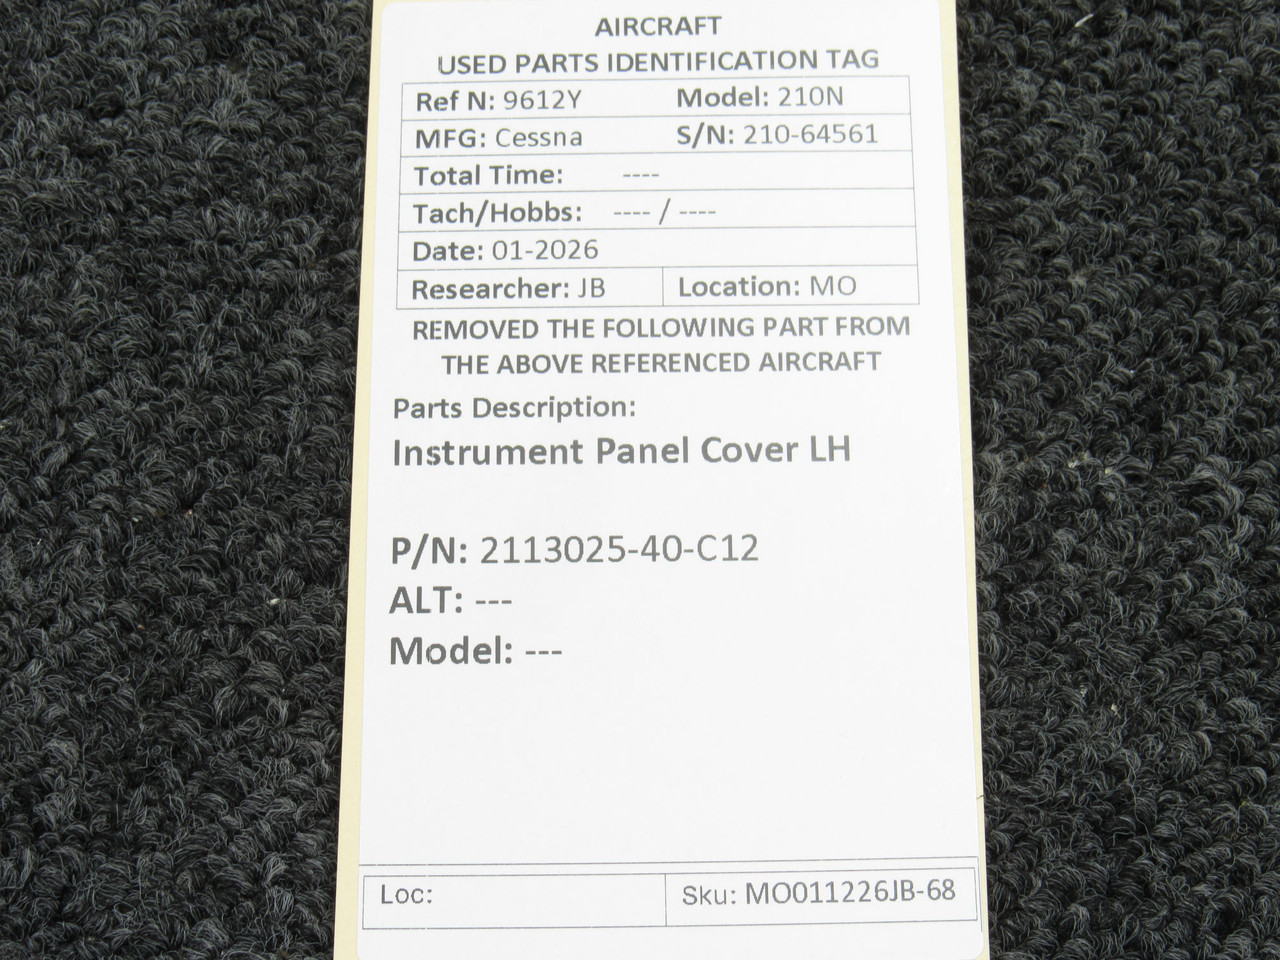 AIRCRAFT
USED PARTS IDENTIFICATION TAG
Ref N: 9612Y Model: 210N
MFG: Cessna S/N: 210-64561
Total Time: ----
Tach/Hobbs: ---- / ----
Date: 01-2026
Researcher: JB Location: MO
REMOVED THE FOLLOWING PART FROM
THE ABOVE REFERENCED AIRCRAFT
Parts Description:
Instrument Panel Cover LH
P/N: 2113025-40-C12
ALT: ---
Model: ---
Loc: Sku: MO011226JB-68